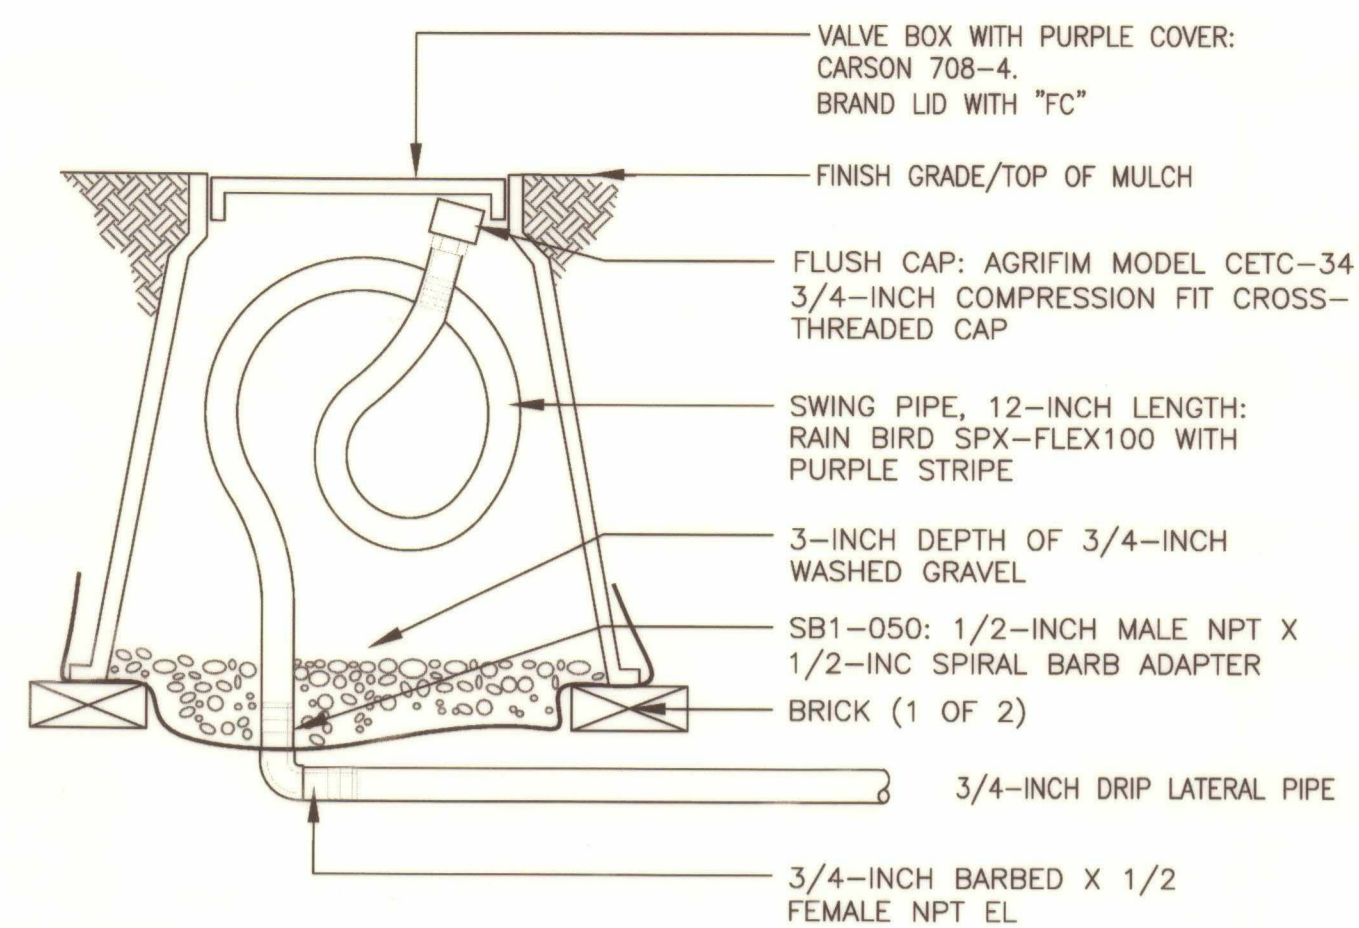 VALVE BOX WITH PURPLE COVER:
CARSON 708-4.
BRAND LID WITH "FC"
FINISH GRADE/TOP OF MULCH
FLUSH CAP: AGRIFIM MODEL CETC-34
3/4-INCH COMPRESSION FIT CROSS-
THREADED CAP
SWING PIPE, 12-INCH LENGTH:
RAIN BIRD SPX-FLEX100 WITH
PURPLE STRIPE
3-INCH DEPTH OF 3/4-INCH
WASHED GRAVEL
SB1-050: 1/2-INCH MALE NPT X
1/2-INC SPIRAL BARB ADAPTER
BRICK (1 OF 2)
3/4-INCH DRIP LATERAL PIPE
3/4-INCH BARBED X 1/2
FEMALE NPT EL